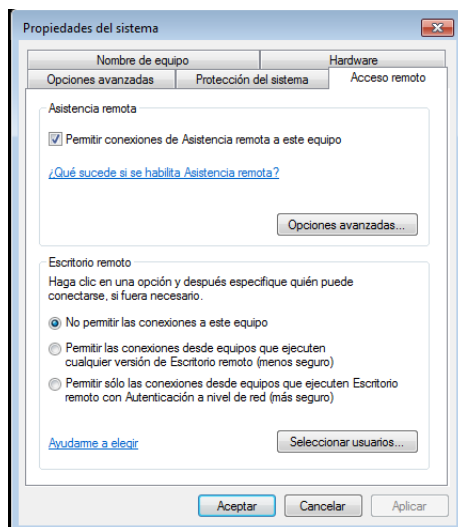 Propiedades del sistema
Nombre de equipo
Hardware
Opciones avanzadas
Protección del sistema
Acceso remoto
Asistencia remota
Permitir conexiones de Asistencia remota a este equipo
¿Qué sucede si se habilita Asistencia remota?
Opciones avanzadas...
Escritorio remoto
Haga clic en una opción y después especifique quién puede
conectarse, si fuera necesario.
No permitir las conexiones a este equipo
Permitir las conexiones desde equipos que ejecuten
cualquier versión de Escritorio remoto (menos seguro)
Permitir sólo las conexiones desde equipos que ejecuten Escritorio
remoto con Autenticación a nivel de red (más seguro)
Ayudarme a elegir
Seleccionar usuarios...
Aceptar
Cancelar
Aplicar